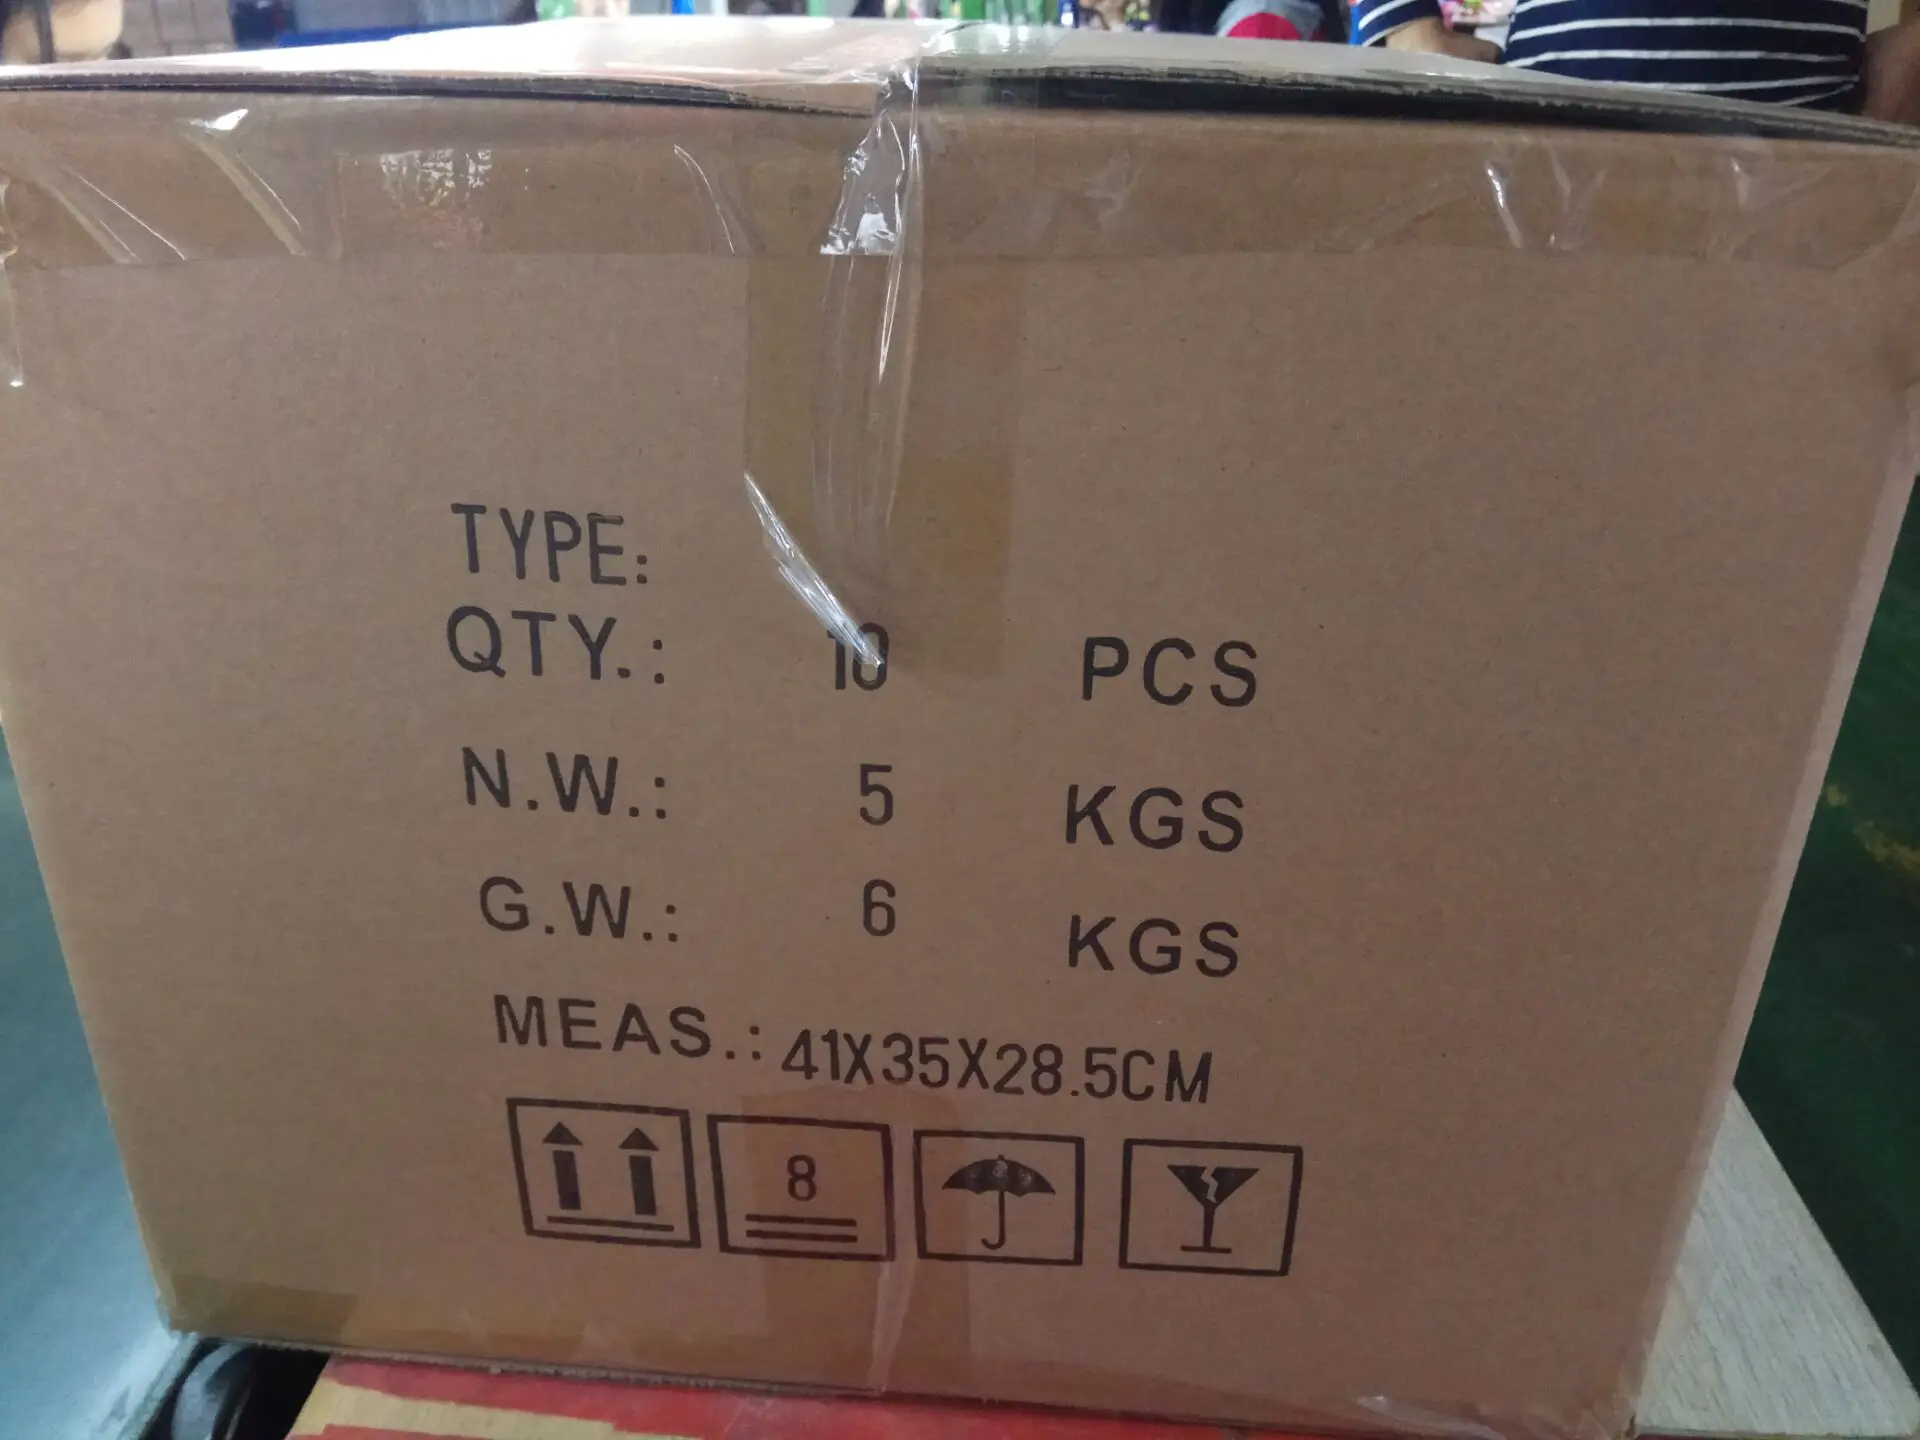 TYPE:
QTY.: 10 PCS
N.W.: 5 KGS
G.W.: 6 KGS
MEAS.: 41X35X28.5CM
8